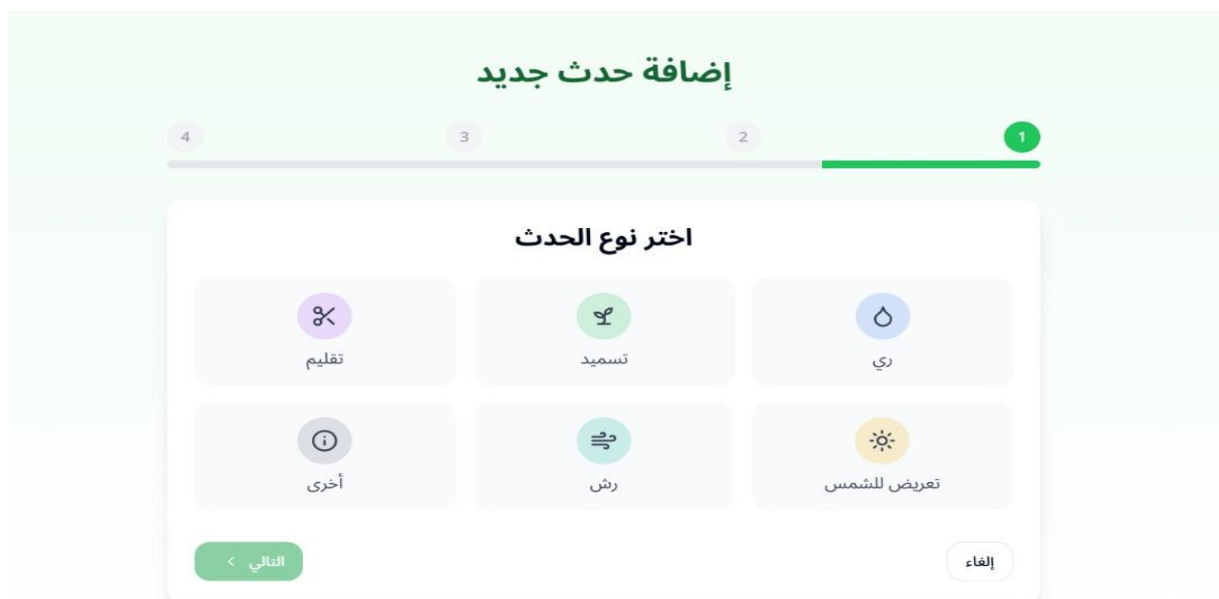 إضافة حدث جديد
1 2 3 4
اختر نوع الحدث
ري تسميد تقليم
تعريض للشمس رش أخرى
إلغاء التالي